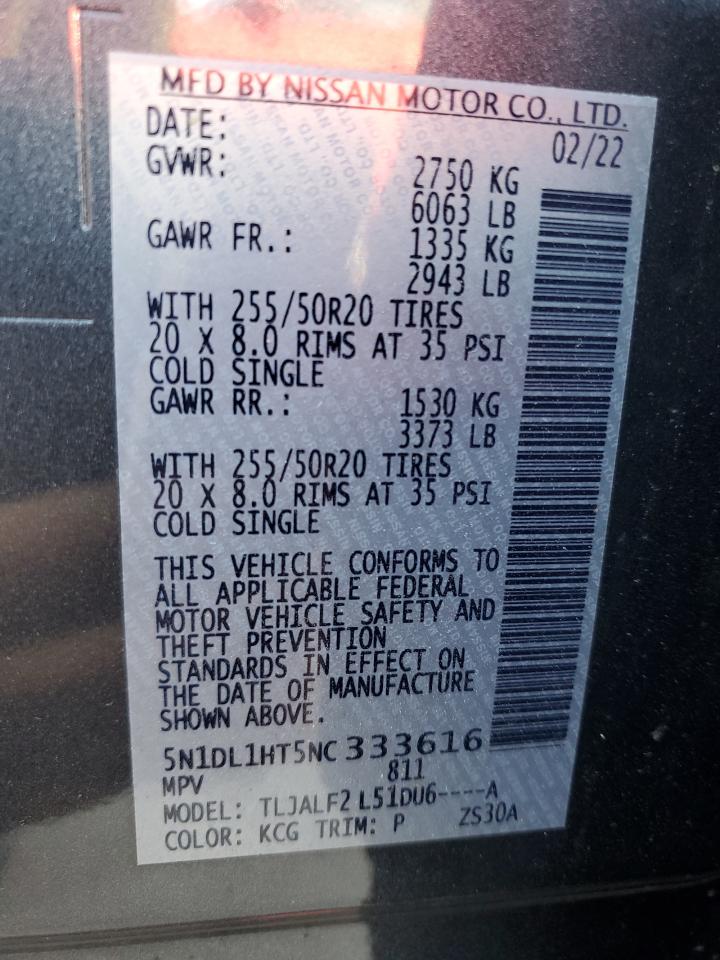 MFD BY NISSAN MOTOR CO., LTD.
DATE: 02/22
GVWR: 2750 KG
6063 LB
GAWR FR.: 1335 KG
2943 LB
WITH 255/50R20 TIRES
20 X 8.0 RIMS AT 35 PSI
COLD SINGLE
GAWR RR.: 1530 KG
3373 LB
WITH 255/50R20 TIRES
20 X 8.0 RIMS AT 35 PSI
COLD SINGLE
THIS VEHICLE CONFORMS TO
ALL APPLICABLE FEDERAL
MOTOR VEHICLE SAFETY AND
THEFT PREVENTION
STANDARDS IN EFFECT ON
THE DATE OF MANUFACTURE
SHOWN ABOVE.
5N1DL1HT5NC333616
MPV 811
MODEL: TLJALF2 L51DU6----A
COLOR: KCG TRIM: P ZS30A